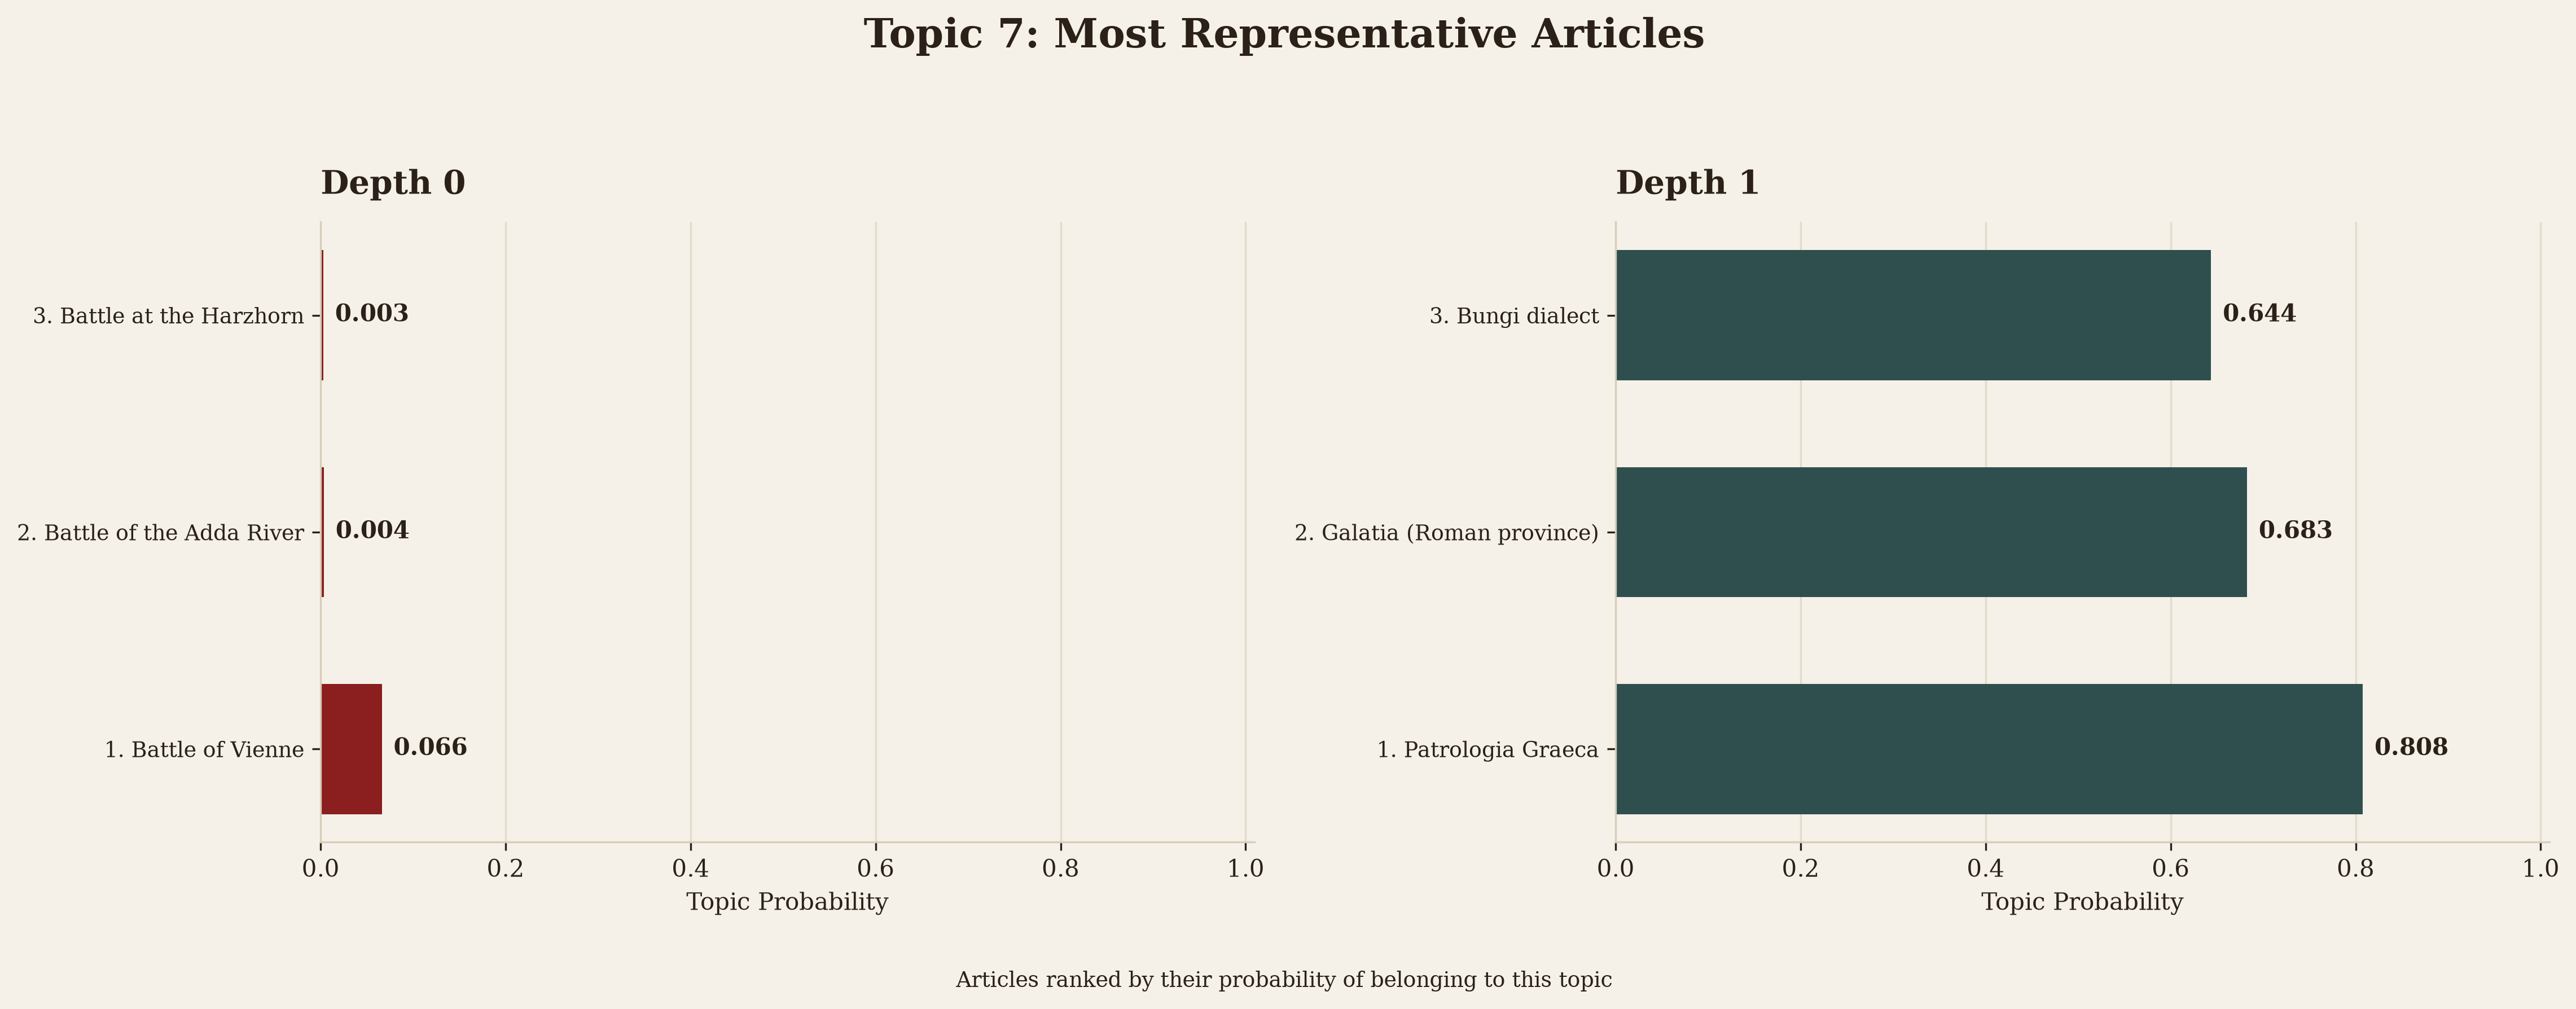 Topic 7: Most Representative Articles
Depth 0
3. Battle at the Harzhorn
0.003
2. Battle of the Adda River
0.004
1. Battle of Vienne
0.066
0.0 0.2 0.4 0.6 0.8 1.0
Topic Probability
Depth 1
3. Bungi dialect
0.644
2. Galatia (Roman province)
0.683
1. Patrologia Graeca
0.808
0.0 0.2 0.4 0.6 0.8 1.0
Topic Probability
Articles ranked by their probability of belonging to this topic